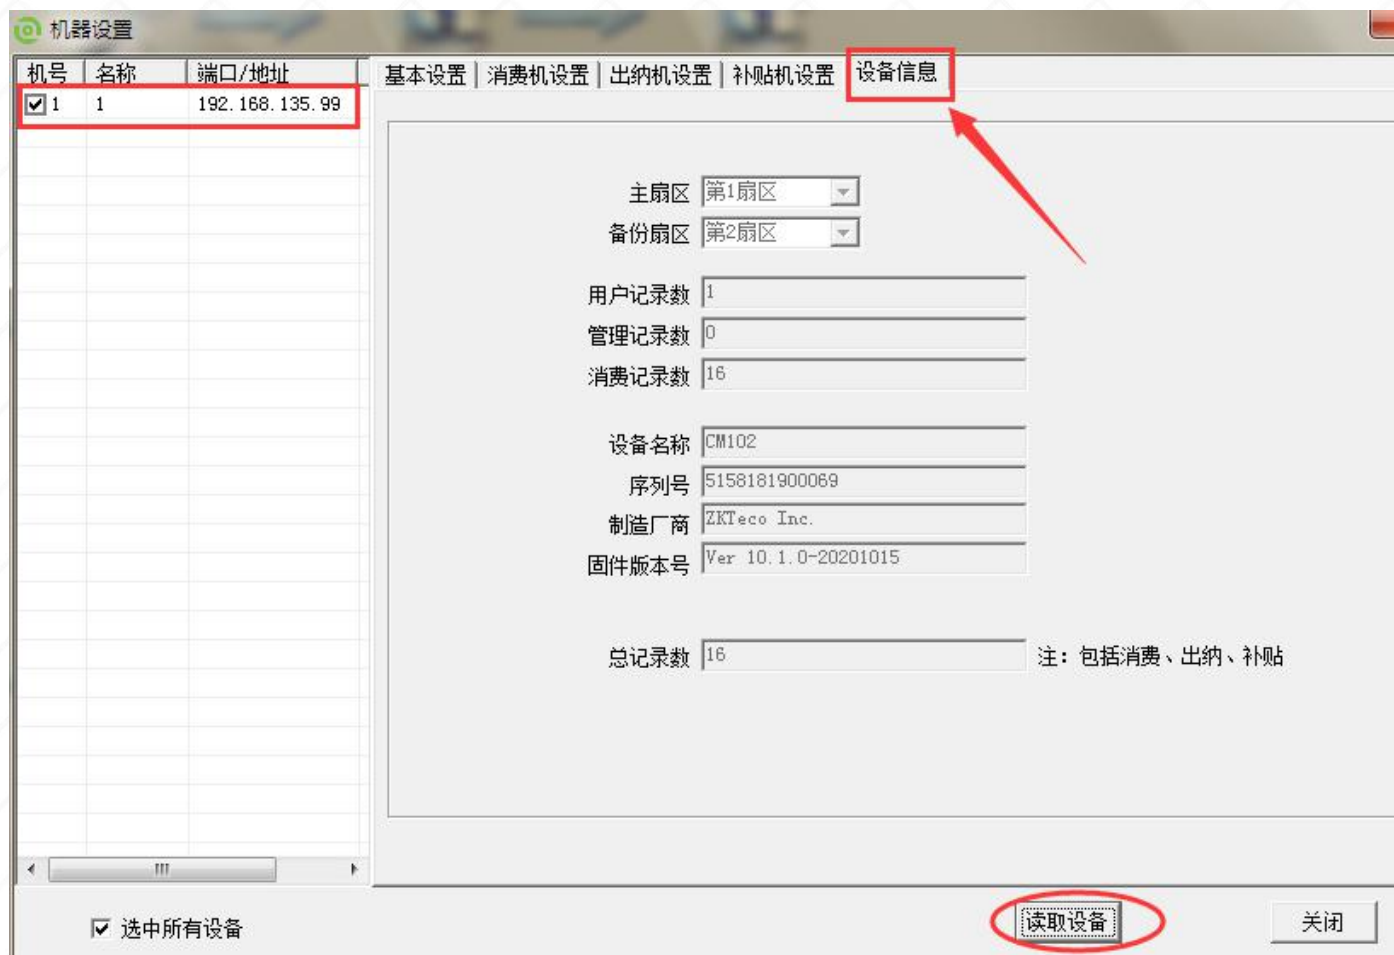 机器设置
机号 名称 端口/地址
1 1 192.168.135.99
基本设置 消费机设置 出纳机设置 补贴机设置 设备信息
主扇区 第1扇区
备份扇区 第2扇区
用户记录数 1
管理记录数 0
消费记录数 16
设备名称 CM102
序列号 5158181900069
制造厂商 ZKTeco Inc.
固件版本号 Ver 10.1.0-20201015
总记录数 16 注：包括消费、出纳、补贴
选中所有设备 读取设备 关闭